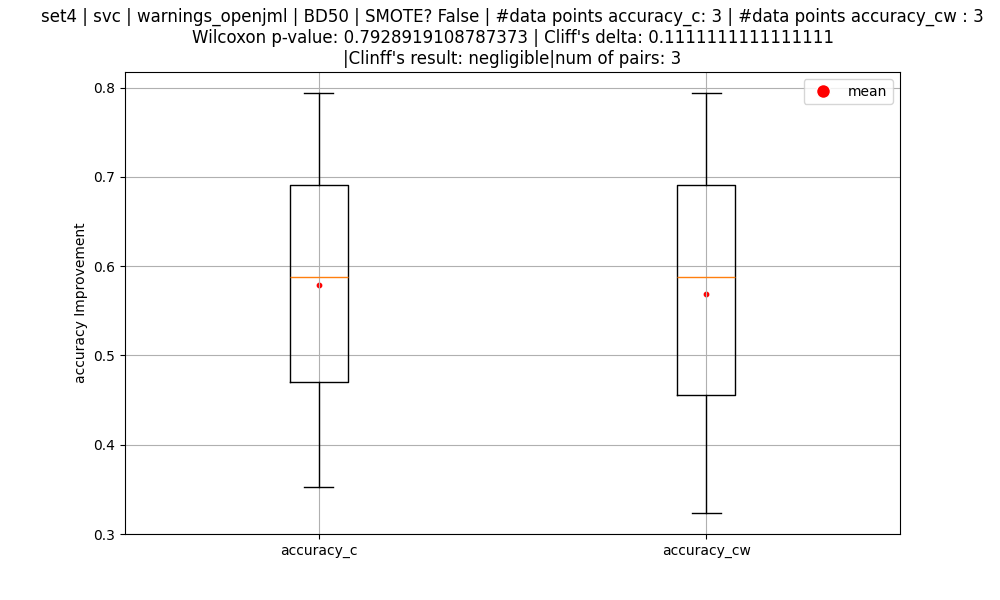 set4 | svc | warnings_openjml | BD50 | SMOTE? False | #data points accuracy_c: 3 | #data points accuracy_cw : 3
Wilcoxon p-value: 0.7928919108787373 | Cliff's delta: 0.1111111111111111
|Clinff's result: negligible|num of pairs: 3
mean
0.8
0.7
0.6
0.5
0.4
0.3
accuracy Improvement
accuracy_c
accuracy_cw